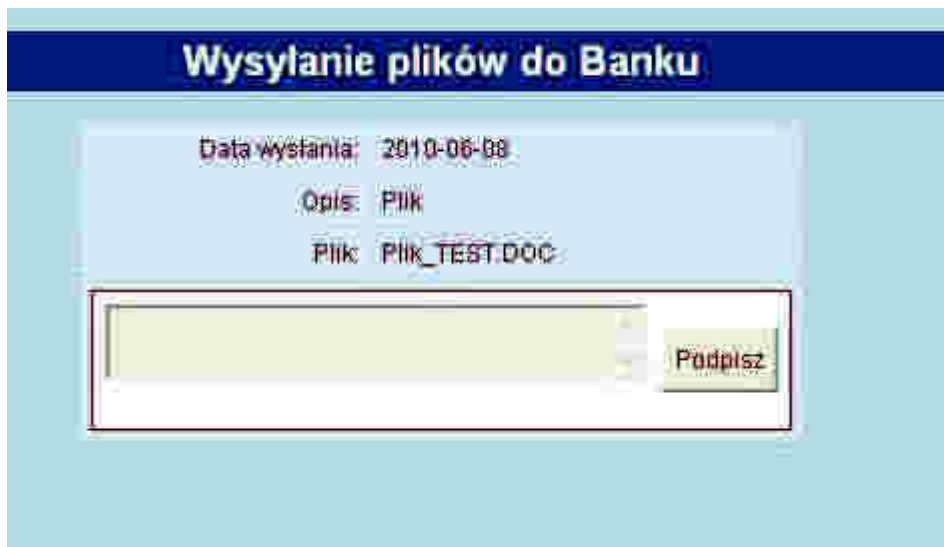 Wysyłanie plików do Banku
Data wysłania: 2010-06-08
Opis: Plik
Plik: Plik_TEST.DOC
Podpisz